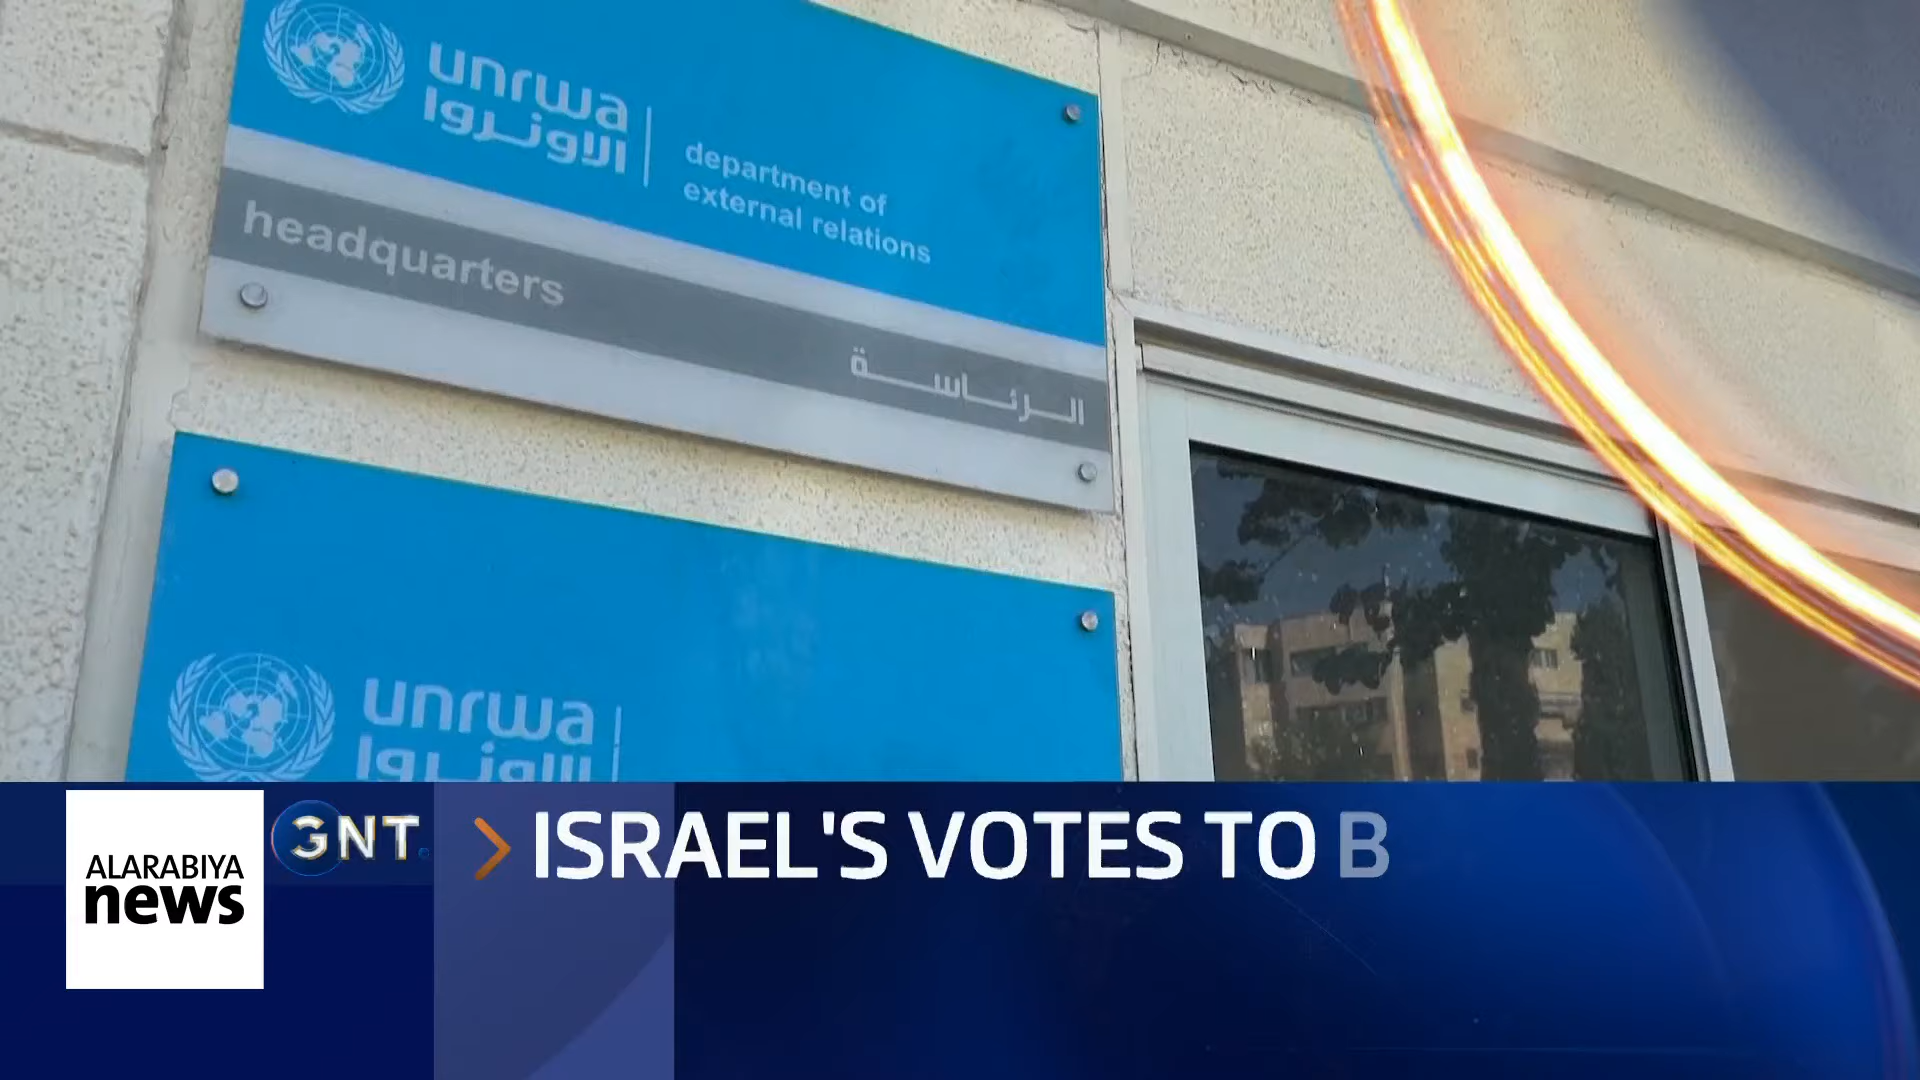 unrwa
الاونروا
department of
external relations
headquarters
الرئاسة
unrwa
الاونروا
ALARABIYA
news
GNT.
ISRAEL'S VOTES TO B